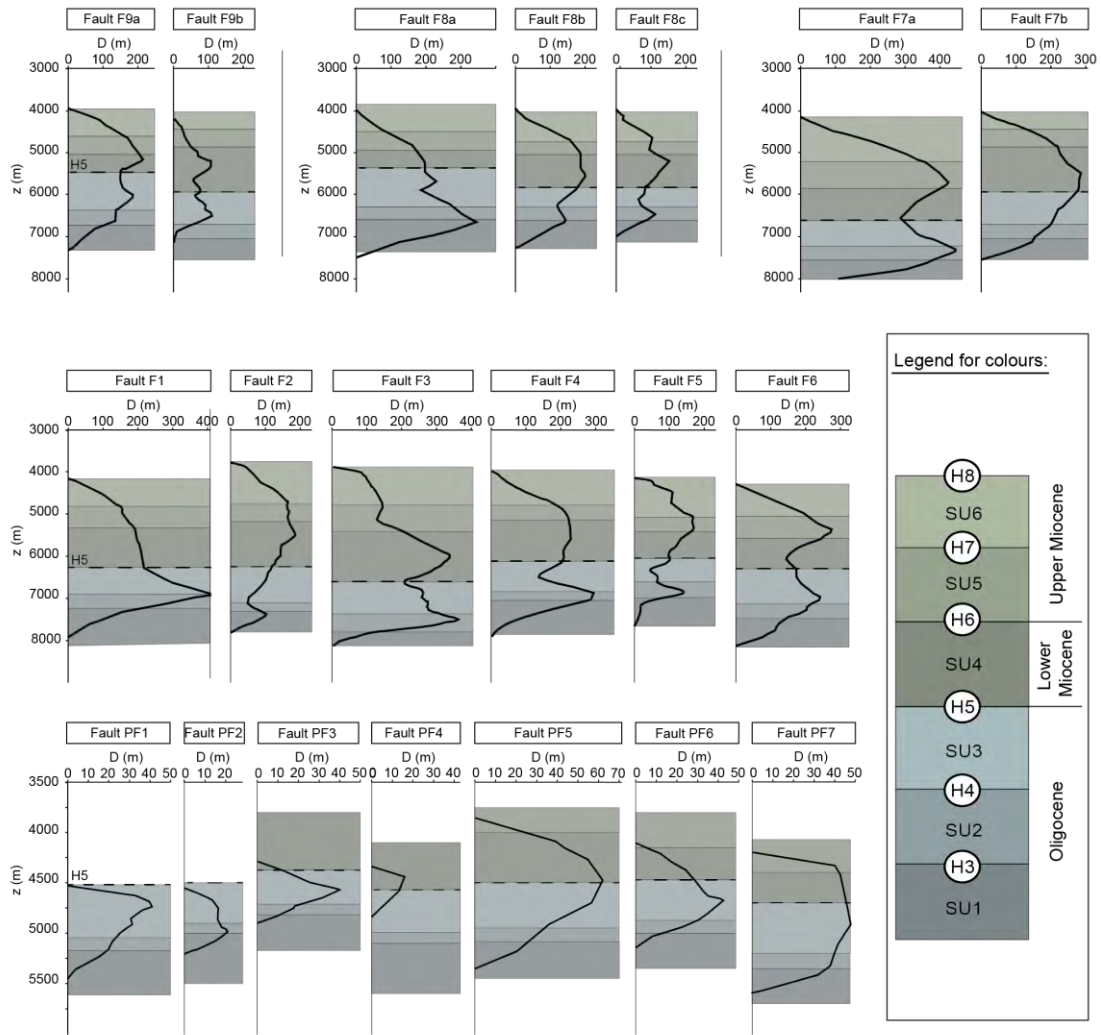 Fault F9a Fault F9b Fault F8a Fault F8b Fault F8c Fault F7a Fault F7b
D (m) D (m) D (m) D (m) D (m) D (m) D (m)
0 100 200 0 100 200 0 100 200 0 100 200 0 100 200 0 100 200 300 400 0 100 200 300
3000 3000 3000
4000 4000 4000
5000 5000 5000
H5
z (m) z (m) z (m)
6000 6000 6000
7000 7000 7000
8000 8000 8000
Legend for colours:
Fault F1 Fault F2 Fault F3 Fault F4 Fault F5 Fault F6
D (m) D (m) D (m) D (m) D (m) D (m)
0 100 200 300 400 0 100 200 0 100 200 300 400 0 100 200 300 0 100 200 0 100 200 300
3000
4000
5000
z (m)
H5
6000
7000
8000
H8
SU6
H7
Upper Miocene
SU5
H6
SU4
Lower
Miocene
H5
SU3
H4
Oligocene
SU2
H3
SU1
Fault PF1 Fault PF2 Fault PF3 Fault PF4 Fault PF5 Fault PF6 Fault PF7
D (m) D (m) D (m) D (m) D (m) D (m) D (m)
0 10 20 30 40 50 0 10 20 0 10 20 30 40 50 0 10 20 30 40 0 10 20 30 40 50 60 70 0 10 20 30 40 50 0 10 20 30 40 50
3500
4000
H5
4500
z (m)
5000
5500